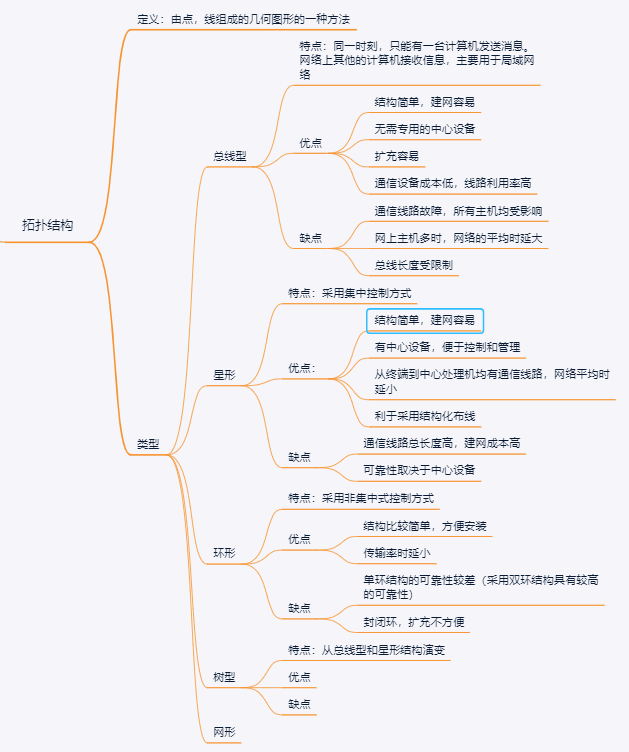 拓扑结构
定义：由点，线组成的几何图形的一种方法
类型
总线型
特点：同一时刻，只能有一台计算机发送消息。
网络上其他的计算机接收信息，主要用于局域网
络
优点
结构简单，建网容易
无需专用的中心设备
扩充容易
通信设备成本低，线路利用率高
缺点
通信线路故障，所有主机均受影响
网上主机多时，网络的平均时延大
总线长度受限制
星形
特点：采用集中控制方式
优点：
结构简单，建网容易
有中心设备，便于控制和管理
从终端到中心处理机均有通信线路，网络平均时
延小
利于采用结构化布线
缺点
通信线路总长度高，建网成本高
可靠性取决于中心设备
环形
特点：采用非集中式控制方式
优点
结构比较简单，方便安装
传输率时延小
缺点
单环结构的可靠性较差（采用双环结构具有较高
的可靠性）
封闭环，扩充不方便
树型
特点：从总线型和星形结构演变
优点
缺点
网形